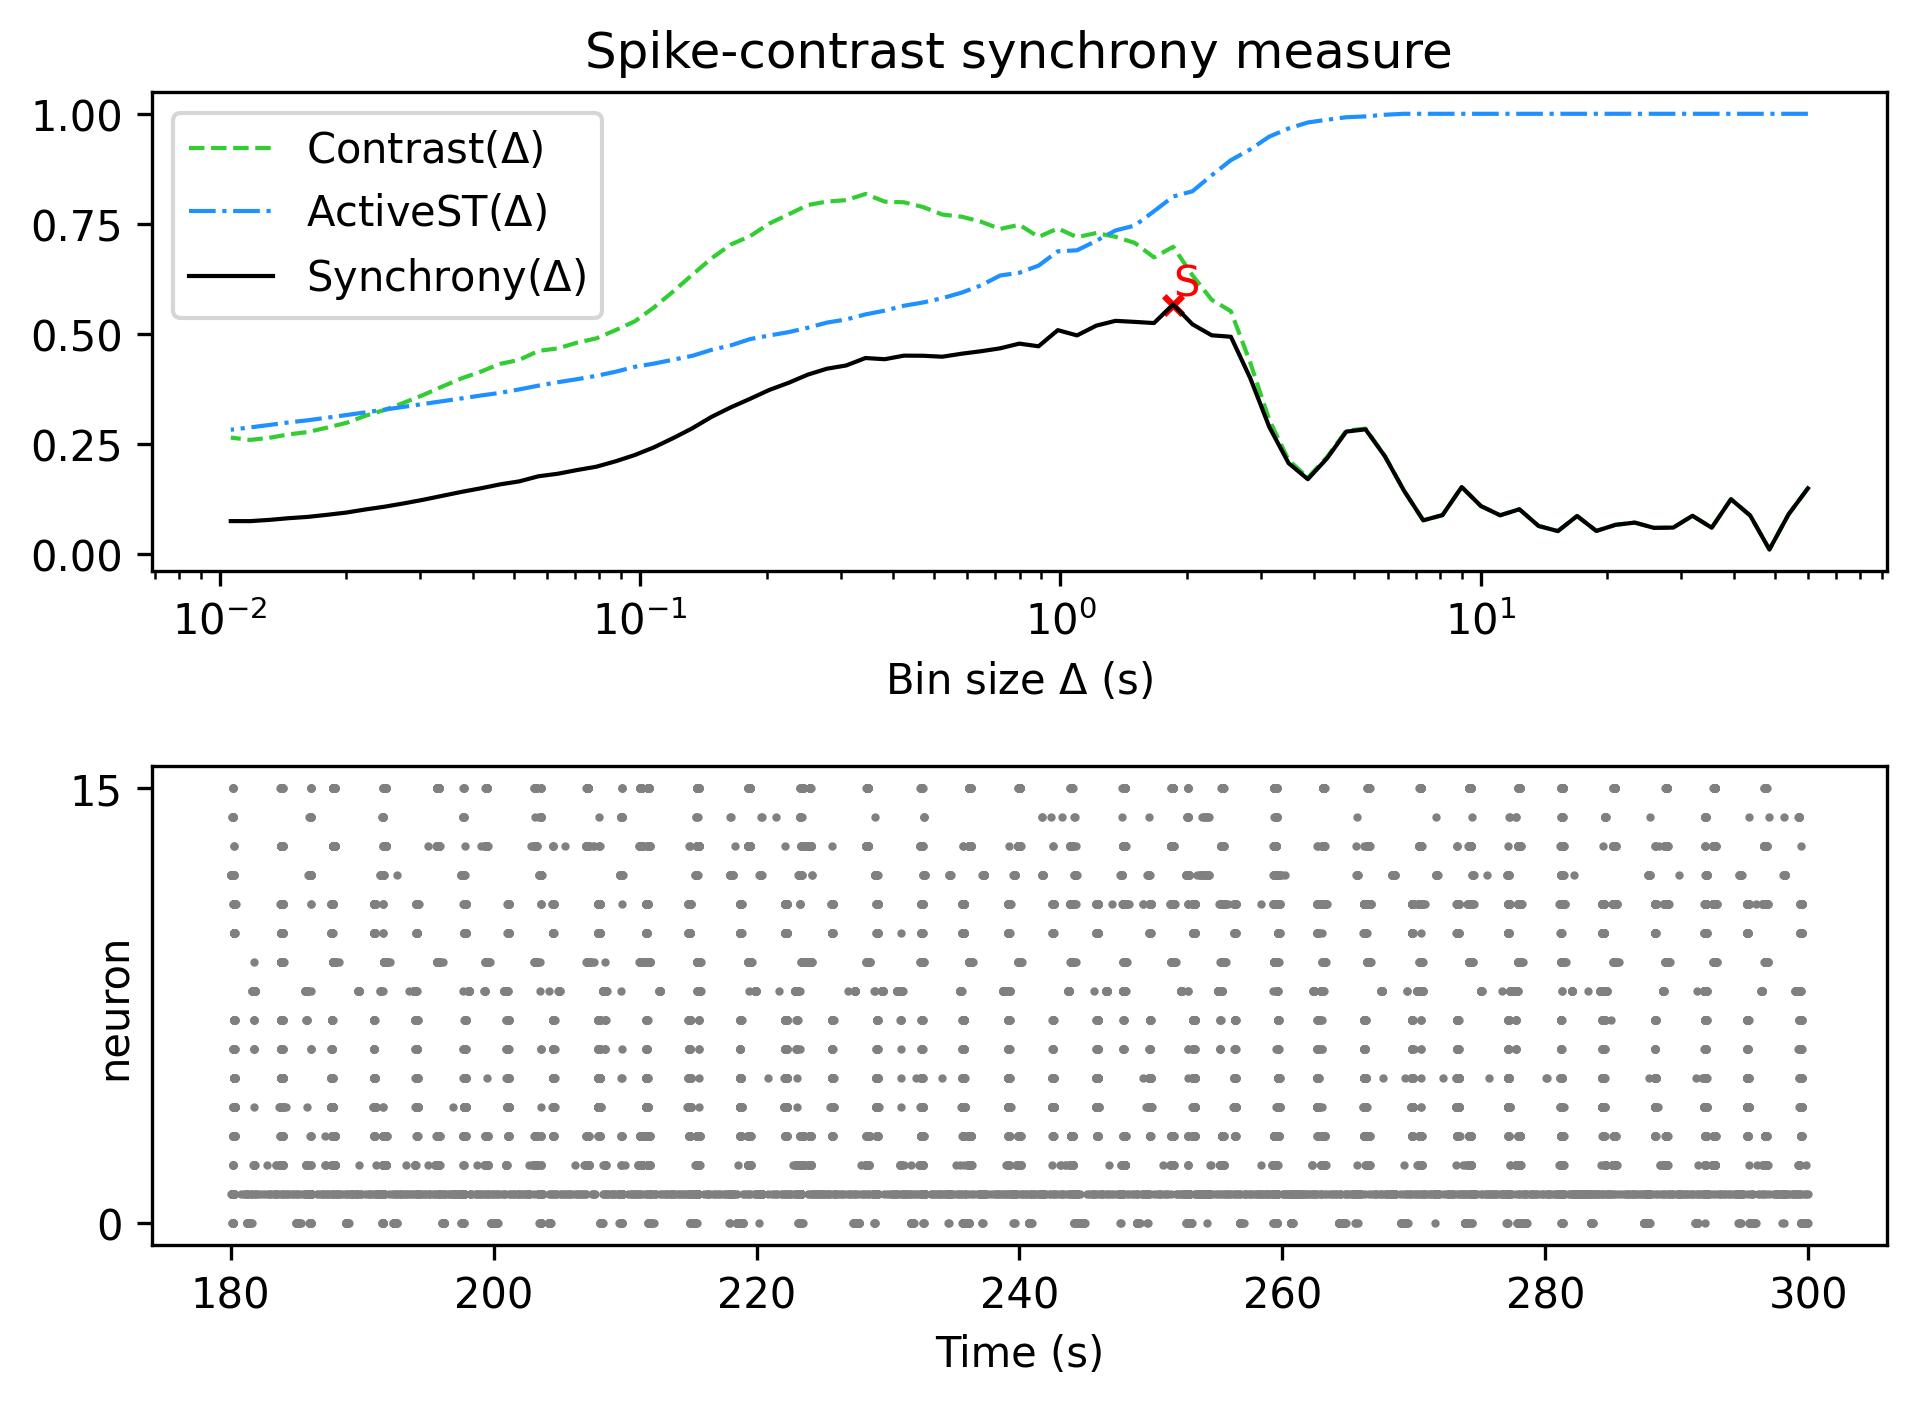 Spike-contrast synchrony measure
1.00
0.75
0.50
0.25
0.00
Contrast(Δ)
ActiveST(Δ)
Synchrony(Δ)
S
10⁻² 10⁻¹ 10⁰ 10¹
Bin size Δ (s)
15
0
neuron
180 200 220 240 260 280 300
Time (s)